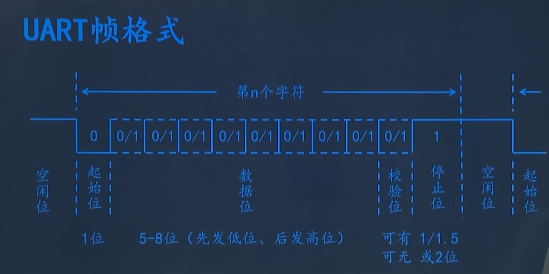 UART帧格式
第n个字符
0 0/1 0/1 0/1 0/1 0/1 0/1 0/1 0/1 0/1 1
空闲位 起始位 数据位 校验位 停止位 空闲位 起始
1位 5-8位（先发低位、后发高位） 可有 1/1.5
可无 或2位